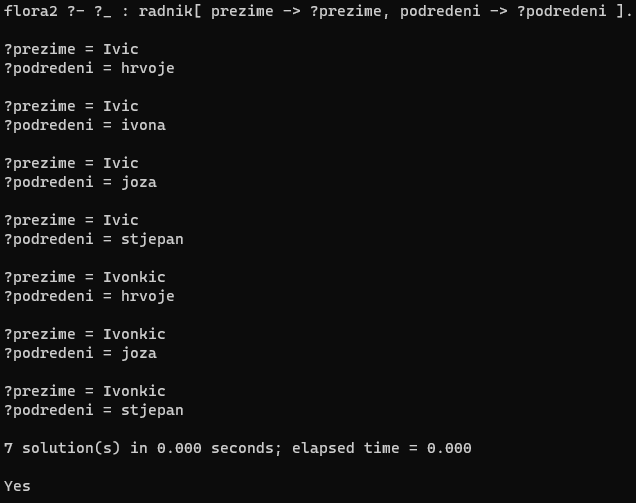 flora2 ?- ?_ : radnik[ prezime -> ?prezime, podredeni -> ?podredeni ].
?prezime = Ivic
?podredeni = hrvoje
?prezime = Ivic
?podredeni = ivona
?prezime = Ivic
?podredeni = joza
?prezime = Ivic
?podredeni = stjepan
?prezime = Ivonkic
?podredeni = hrvoje
?prezime = Ivonkic
?podredeni = joza
?prezime = Ivonkic
?podredeni = stjepan
7 solution(s) in 0.000 seconds; elapsed time = 0.000
Yes